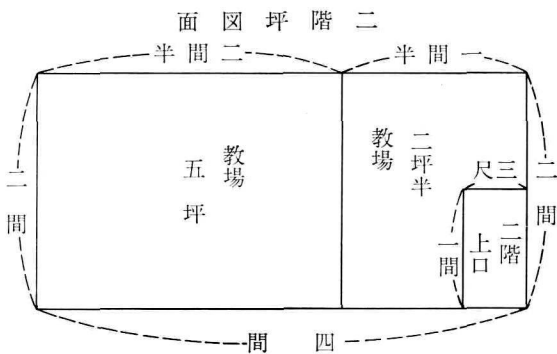 二階坪図面
一間半
二間半
二間
三尺
二階
上口
一間
二坪半
教場
教場
五坪
二間
四間